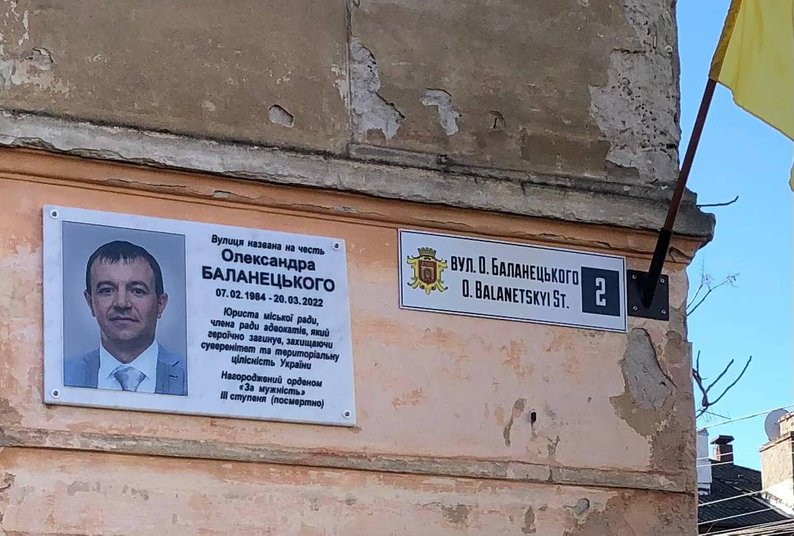 Вулиця названа на честь
Олександра
БАЛАНЕЦЬКОГО
07.02.1984 - 20.03.2022
Юриста міської ради,
члена ради адвокатів, який
героїчно загинув, захищаючи
суверенітет та територіальну
цілісність України
Нагороджений орденом
«За мужність»
III ступеня (посмертно)
ВУЛ. О. БАЛАНЕЦЬКОГО
O. BALANETSKYI ST.
2